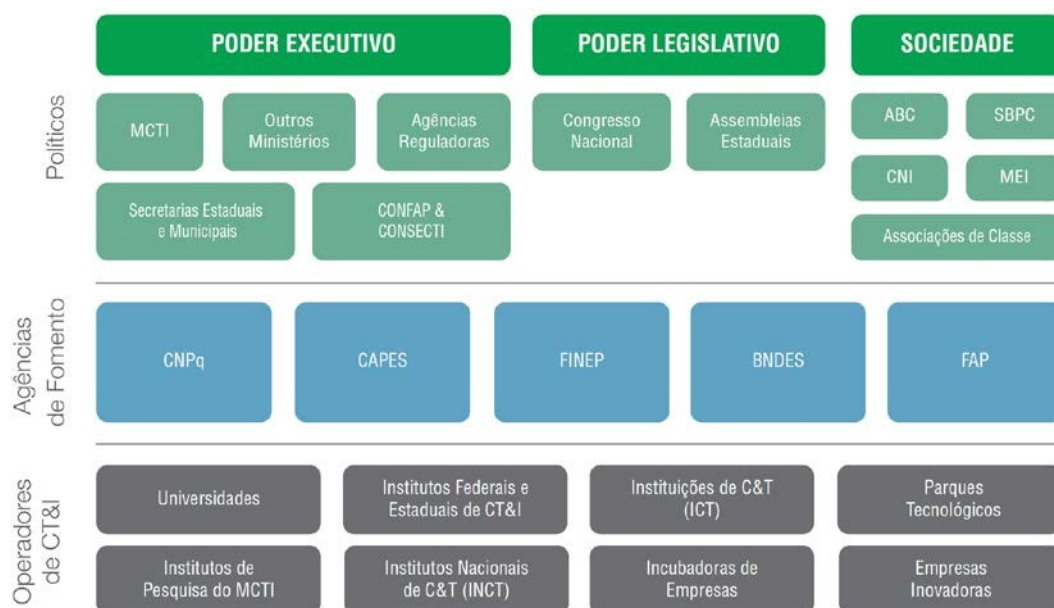 PODER EXECUTIVO
PODER LEGISLATIVO
SOCIEDADE
Políticos
MCTI
Outros
Ministérios
Agências
Reguladoras
Congresso
Nacional
Assembleias
Estaduais
ABC
SBPC
CNI
MEI
Secretarias Estaduais
e Municipais
CONFAP &
CONSECTI
Associações de Classe
Agências
de Fomento
CNPq
CAPES
FINEP
BNDES
FAP
Operadores
de CT&I
Universidades
Institutos Federais e
Estaduais de CT&I
Instituições de C&T
(ICT)
Parques
Tecnológicos
Institutos de
Pesquisa do MCTI
Institutos Nacionais
de C&T (INCT)
Incubadoras de
Empresas
Empresas
Inovadoras